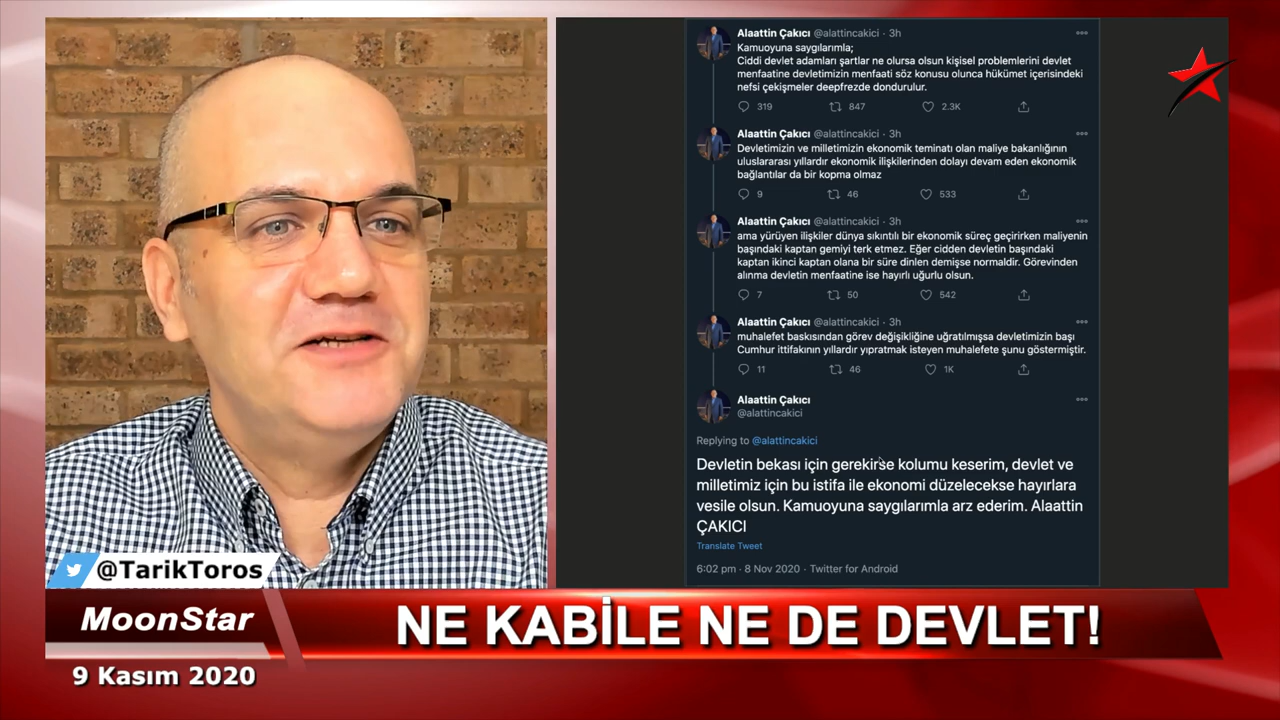 Alaattin Çakıcı @alattincakici · 3h
Kamuoyuna saygılarımla;
Ciddi devlet adamları şartlar ne olursa olsun kişisel problemlerini devlet
menfaatine devletimizin menfaati söz konusu olunca hükümet içerisindeki
nefsi çekişmeler deepfrezde dondurulur.
319 847 2.3K
Alaattin Çakıcı @alattincakici · 3h
Devletimizin ve milletimizin ekonomik teminatı olan maliye bakanlığının
uluslararası yıllardır ekonomik ilişkilerinden dolayı devam eden ekonomik
bağlantılar da bir kopma olmaz
9 46 533
Alaattin Çakıcı @alattincakici · 3h
ama yürüyen ilişkiler dünya sıkıntılı bir ekonomik süreç geçirirken maliyenin
başındaki kaptan gemiyi terk etmez. Eğer cidden devletin başındaki
kaptan ikinci kaptan olana bir süre dinlen demişse normaldir. Görevinden
alınma devletin menfaatine ise hayırlı uğurlu olsun.
7 50 542
Alaattin Çakıcı @alattincakici · 3h
muhalefet baskısından görev değişikliğine uğratılmışsa devletimizin başı
Cumhur ittifakının yıllardır yıpratmak isteyen muhalefete şunu göstermiştir.
11 46 1K
Alaattin Çakıcı
@alattincakici
Replying to @alattincakici
Devletin bekası için gerekirse kolumu keserim, devlet ve
milletimiz için bu istifa ile ekonomi düzelecekse hayırlara
vesile olsun. Kamuoyuna saygılarımla arz ederim. Alaattin
ÇAKICI
Translate Tweet
6:02 pm · 8 Nov 2020 · Twitter for Android
@TarikToros
MoonStar
NE KABİLE NE DE DEVLET!
9 Kasım 2020